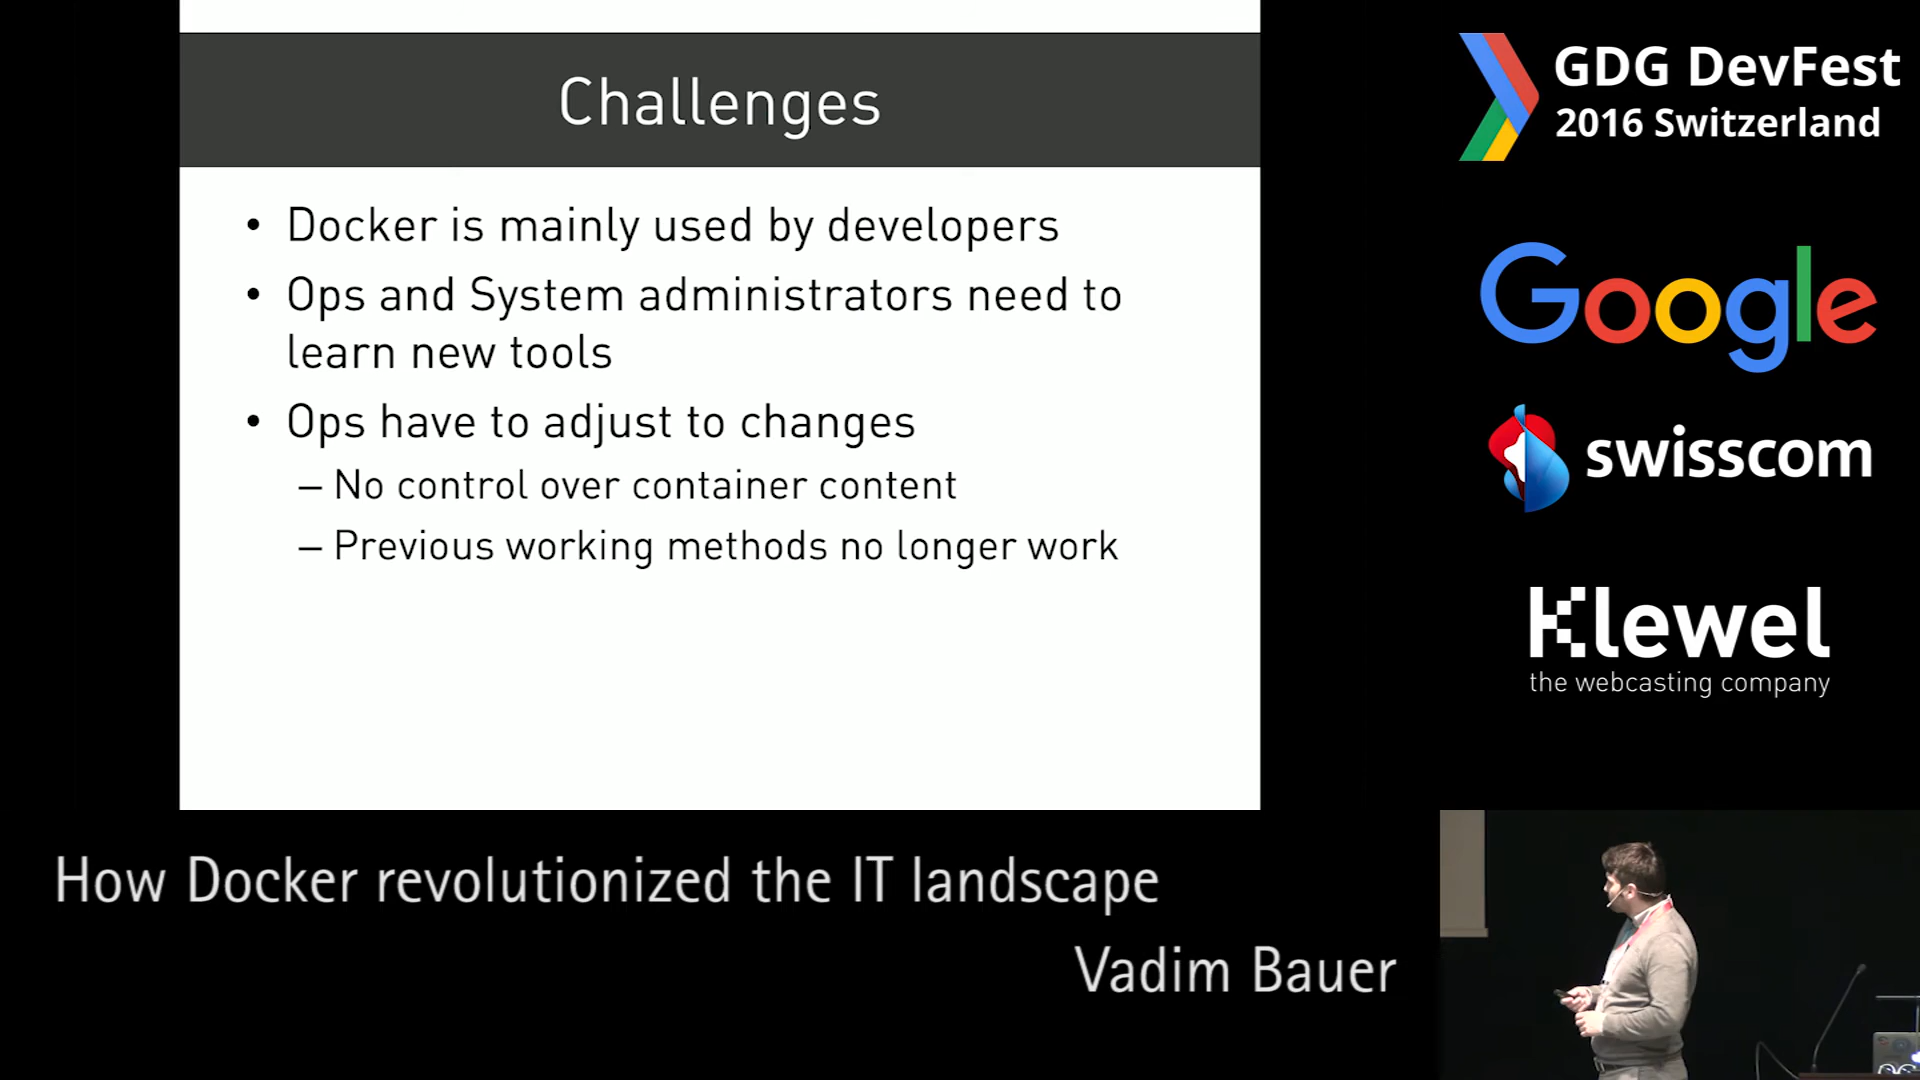 Challenges
• Docker is mainly used by developers
• Ops and System administrators need to
learn new tools
• Ops have to adjust to changes
– No control over container content
– Previous working methods no longer work
GDG DevFest
2016 Switzerland
Google
swisscom
Klewel
the webcasting company
How Docker revolutionized the IT landscape
Vadim Bauer